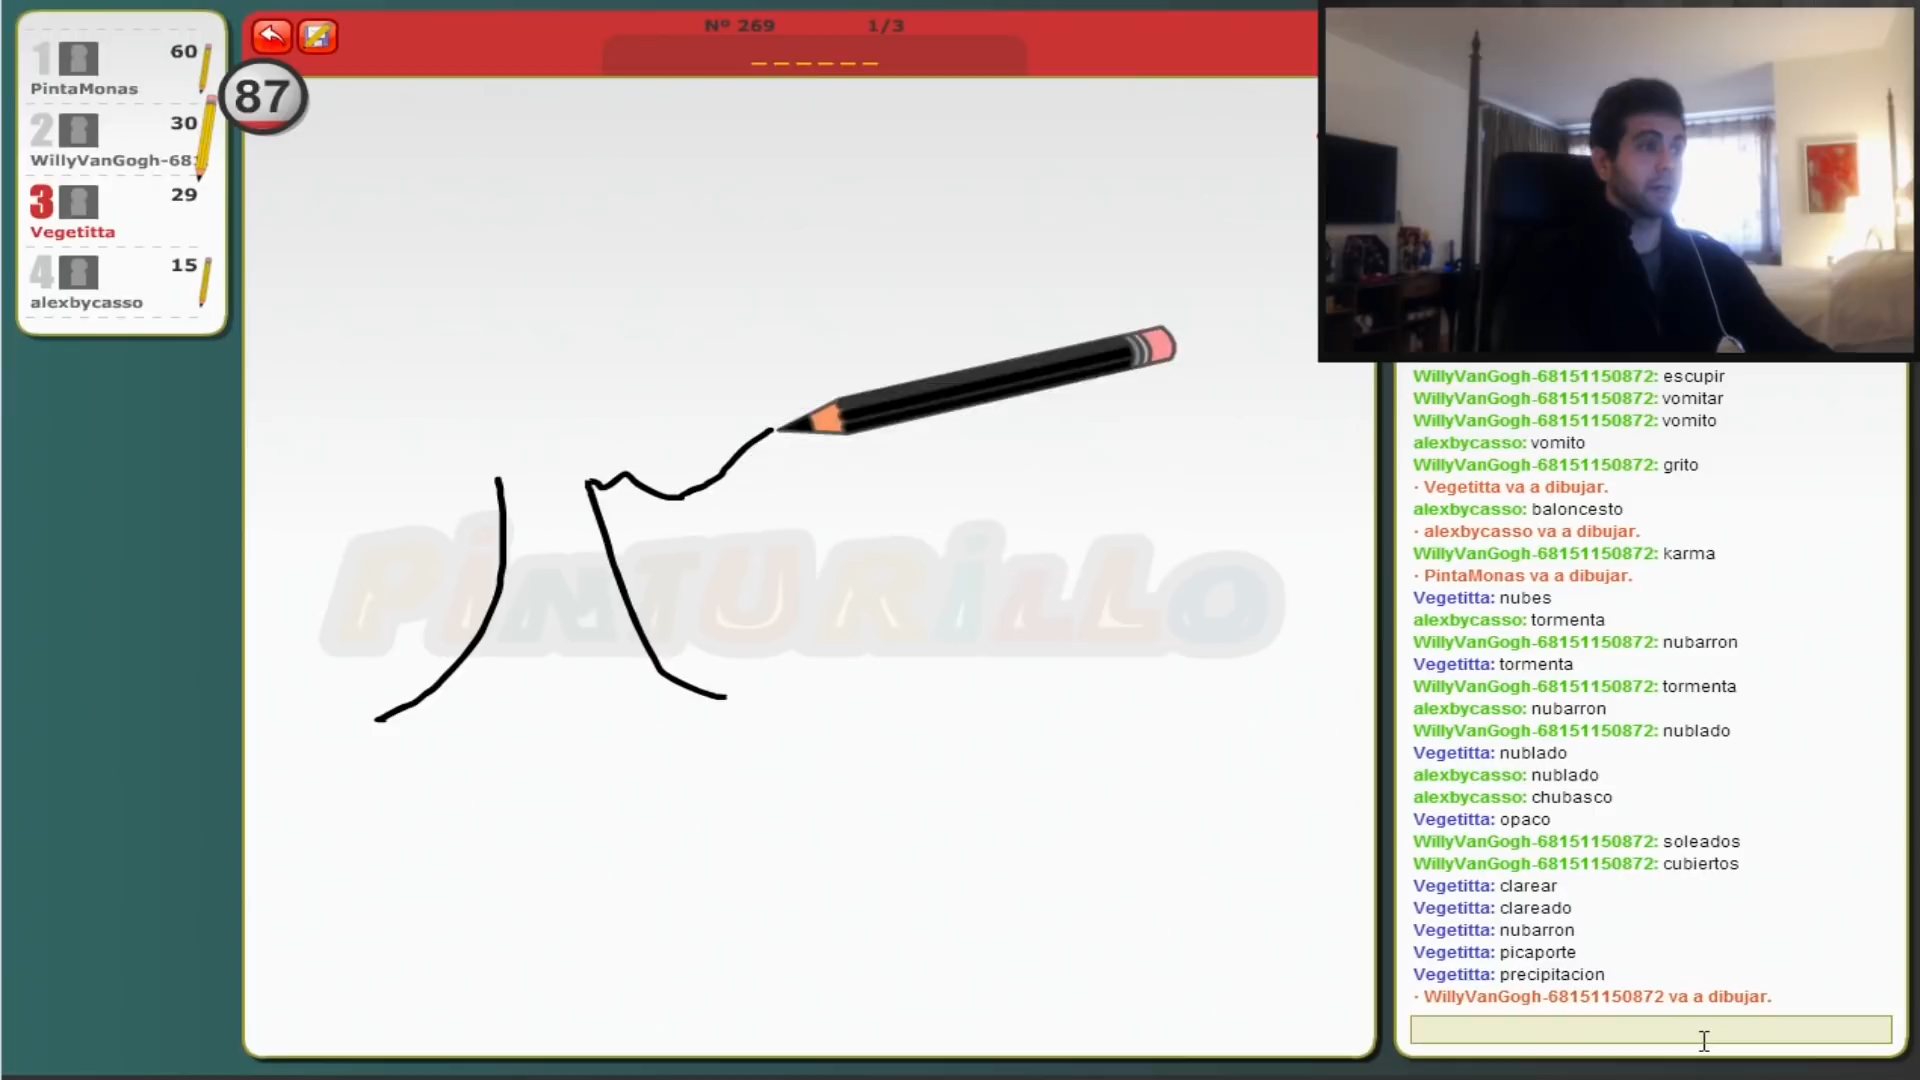 1 60
PintaMonas
2 30
WillyVanGogh-681
3 29
Vegetitta
4 15
alexbycasso
87
Nº 269 1/3
_ _ _ _ _ _
PINTURILLO
WillyVanGogh-68151150872: escupir
WillyVanGogh-68151150872: vomitar
WillyVanGogh-68151150872: vomito
alexbycasso: vomito
WillyVanGogh-68151150872: grito
· Vegetitta va a dibujar.
alexbycasso: baloncesto
· alexbycasso va a dibujar.
WillyVanGogh-68151150872: karma
· PintaMonas va a dibujar.
Vegetitta: nubes
alexbycasso: tormenta
WillyVanGogh-68151150872: nubarron
Vegetitta: tormenta
WillyVanGogh-68151150872: tormenta
alexbycasso: nubarron
WillyVanGogh-68151150872: nublado
Vegetitta: nublado
alexbycasso: nublado
alexbycasso: chubasco
Vegetitta: opaco
WillyVanGogh-68151150872: soleados
WillyVanGogh-68151150872: cubiertos
Vegetitta: clarear
Vegetitta: clareado
Vegetitta: nubarron
Vegetitta: picaporte
Vegetitta: precipitacion
· WillyVanGogh-68151150872 va a dibujar.